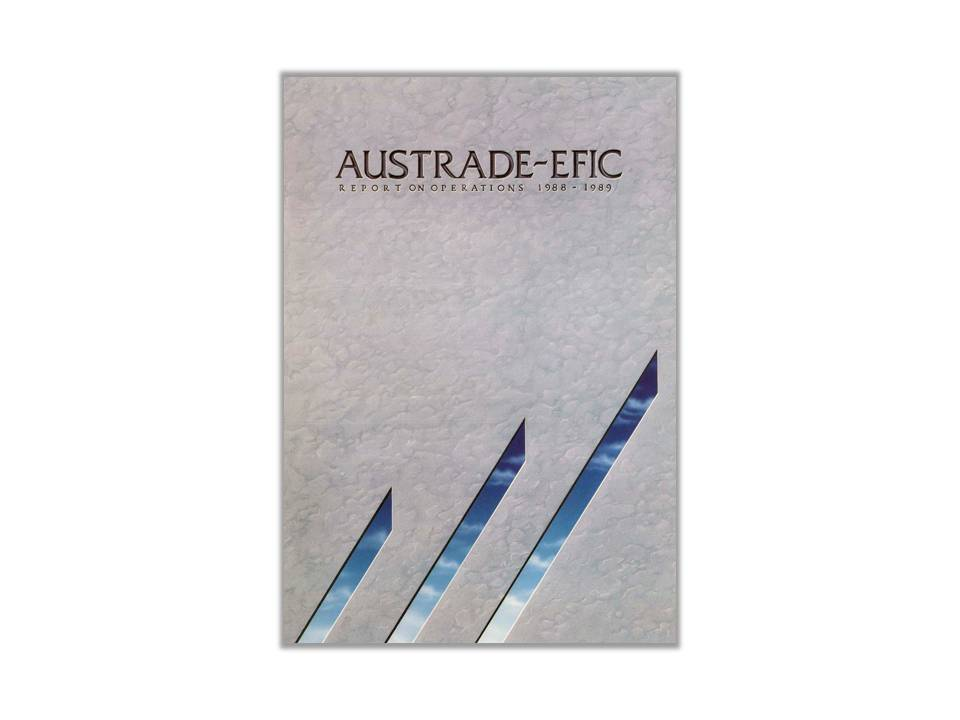 AUSTRADE-EFIC
REPORT ON OPERATIONS 1988 - 1989